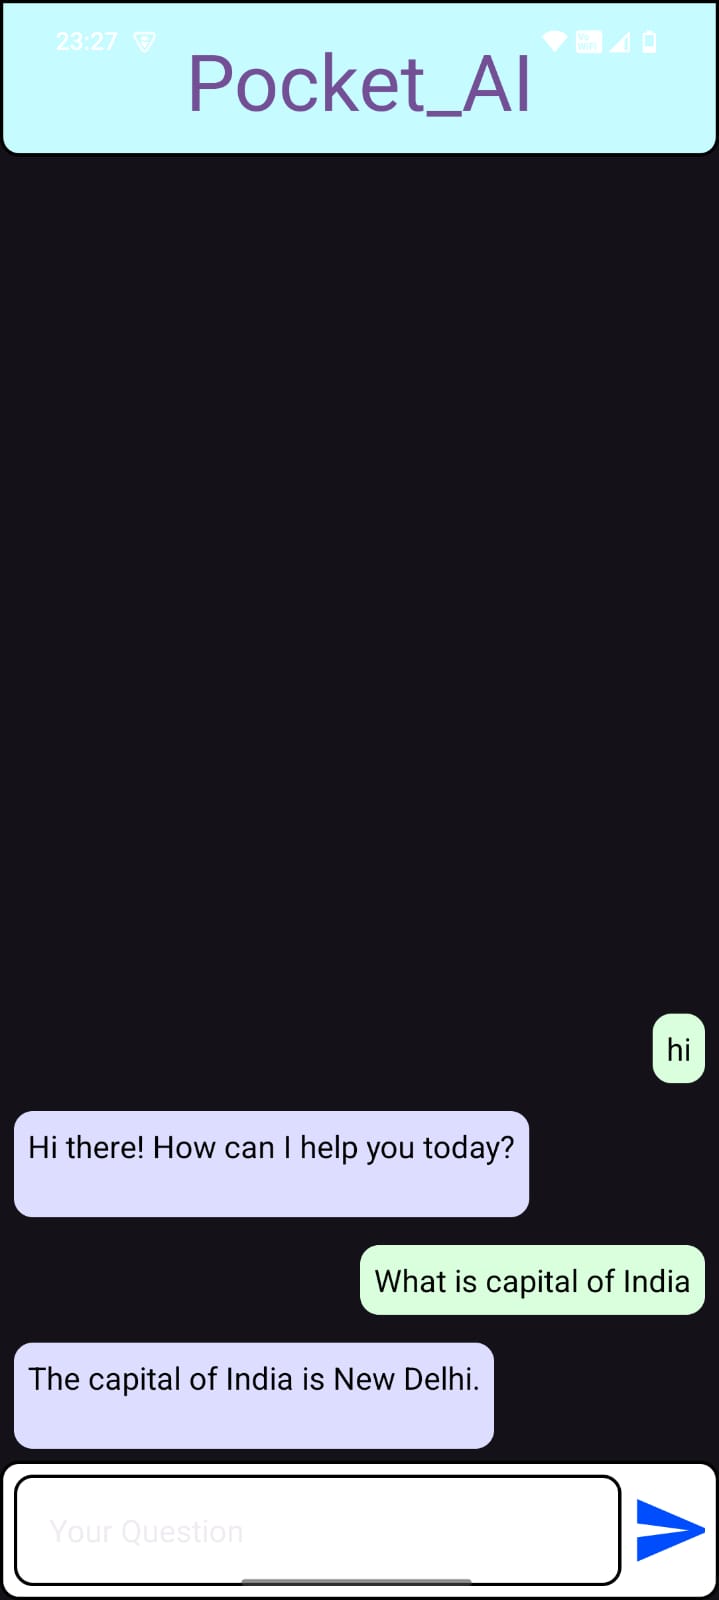 23:27
Pocket_AI
hi
Hi there! How can I help you today?
What is capital of India
The capital of India is New Delhi.
Your Question